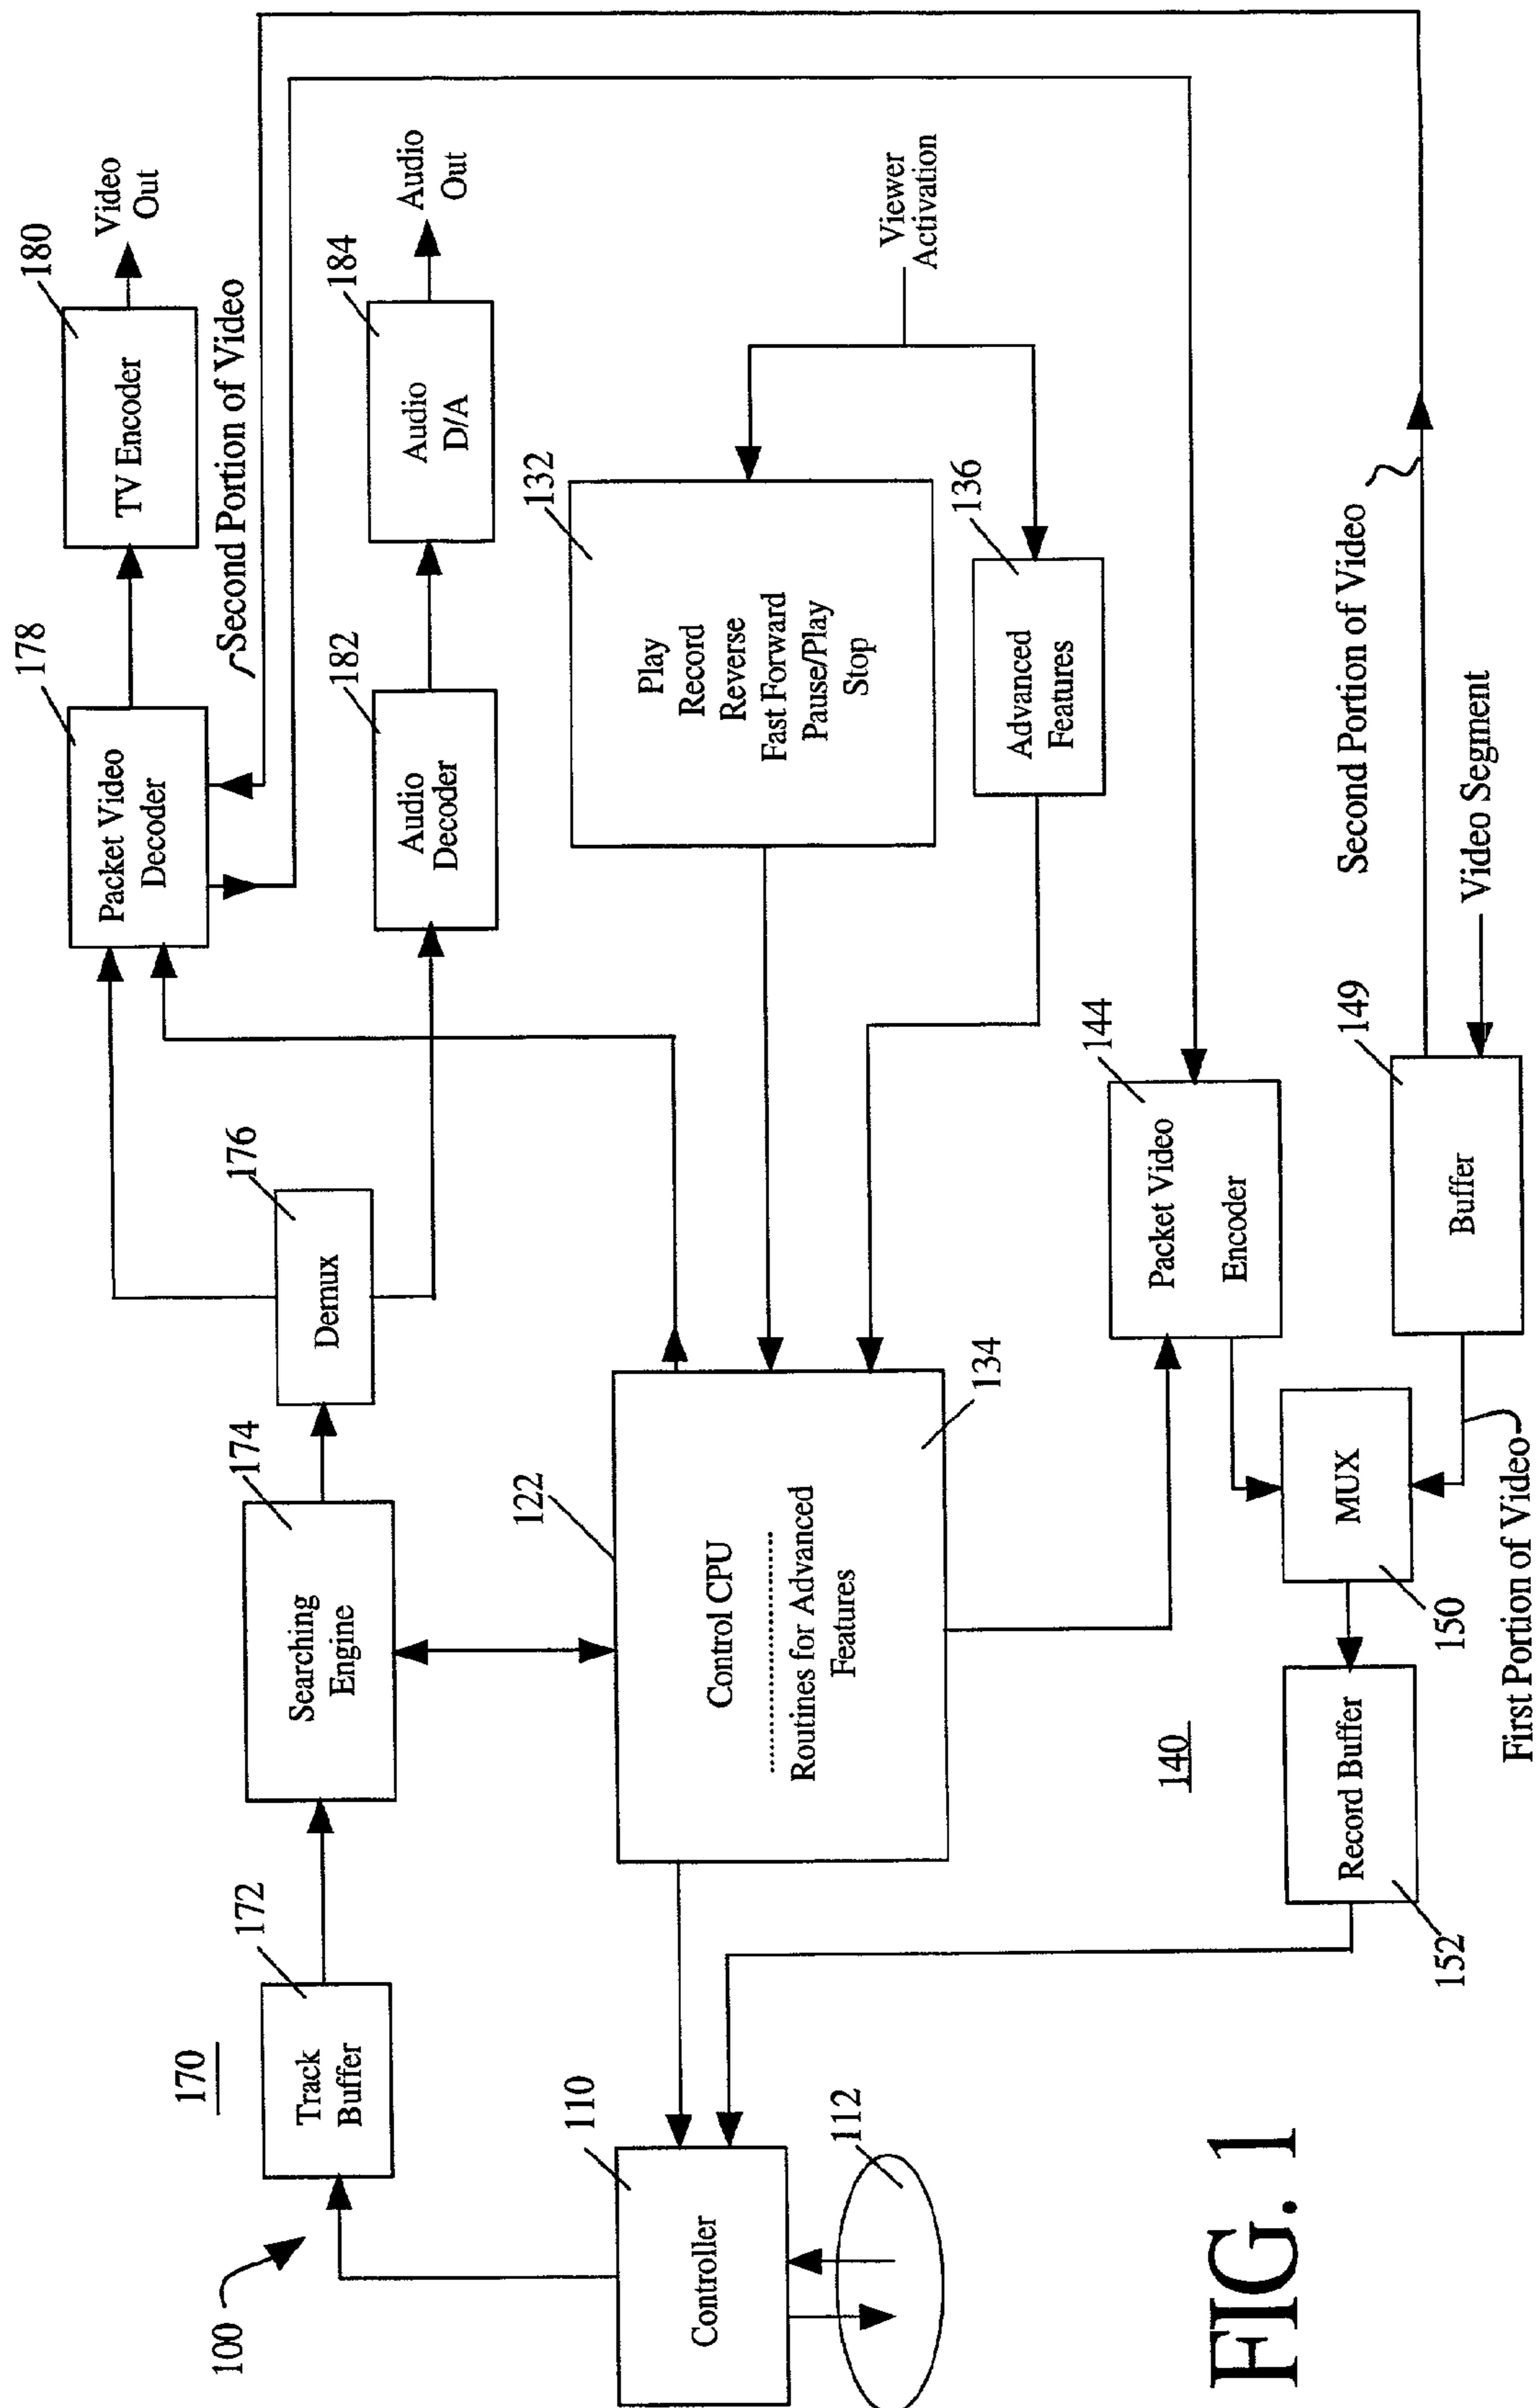 100
170
Track
Buffer
172
Searching
Engine
174
Demux
176
Packet Video
Decoder
178
TV Encoder
180
Video
Out
Second Portion of Video
Audio
Decoder
182
Audio
D/A
184
Audio
Out
Controller
110
112
Control CPU
Routines for Advanced
Features
122
134
Play
Record
Reverse
Fast Forward
Pause/Play
Stop
132
Advanced
Features
136
Viewer
Activation
140
Packet Video
Encoder
144
Record Buffer
152
MUX
150
Buffer
149
Second Portion of Video
Video Segment
First Portion of Video
FIG. 1